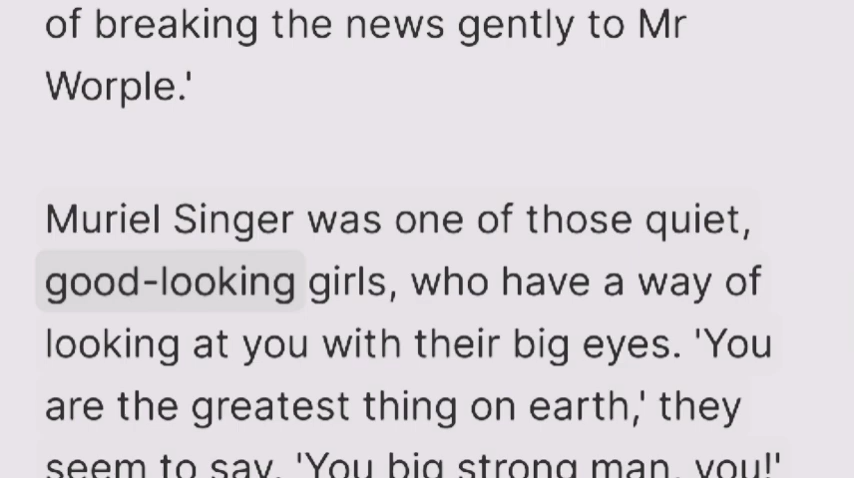 of breaking the news gently to Mr
Worple.'
Muriel Singer was one of those quiet,
good-looking girls, who have a way of
looking at you with their big eyes. 'You
are the greatest thing on earth,' they
seem to say. 'You big strong man, you!'